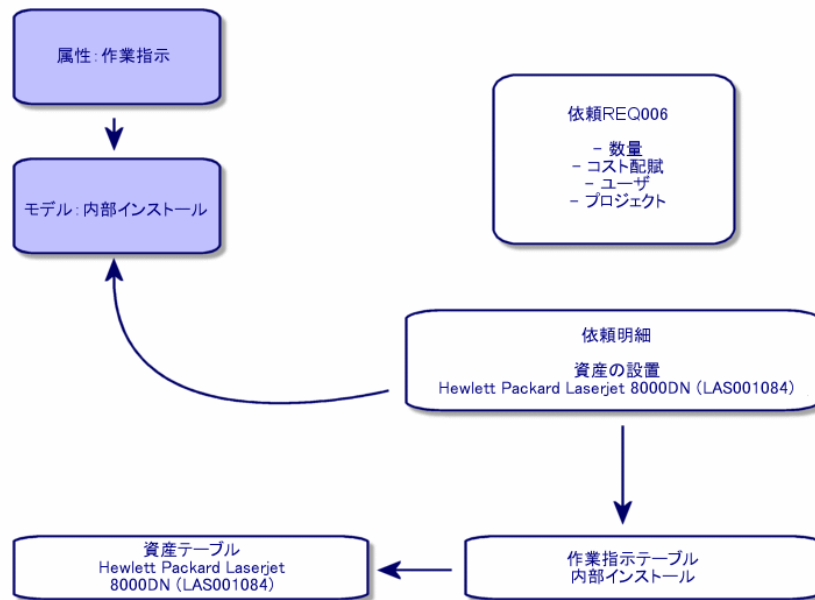 属性:作業指示
モデル:内部インストール
依頼REQ006
– 数量
– コスト配賦
– ユーザ
– プロジェクト
依頼明細
資産の設置
Hewlett Packard Laserjet 8000DN (LAS001084)
資産テーブル
Hewlett Packard Laserjet
8000DN (LAS001084)
作業指示テーブル
内部インストール